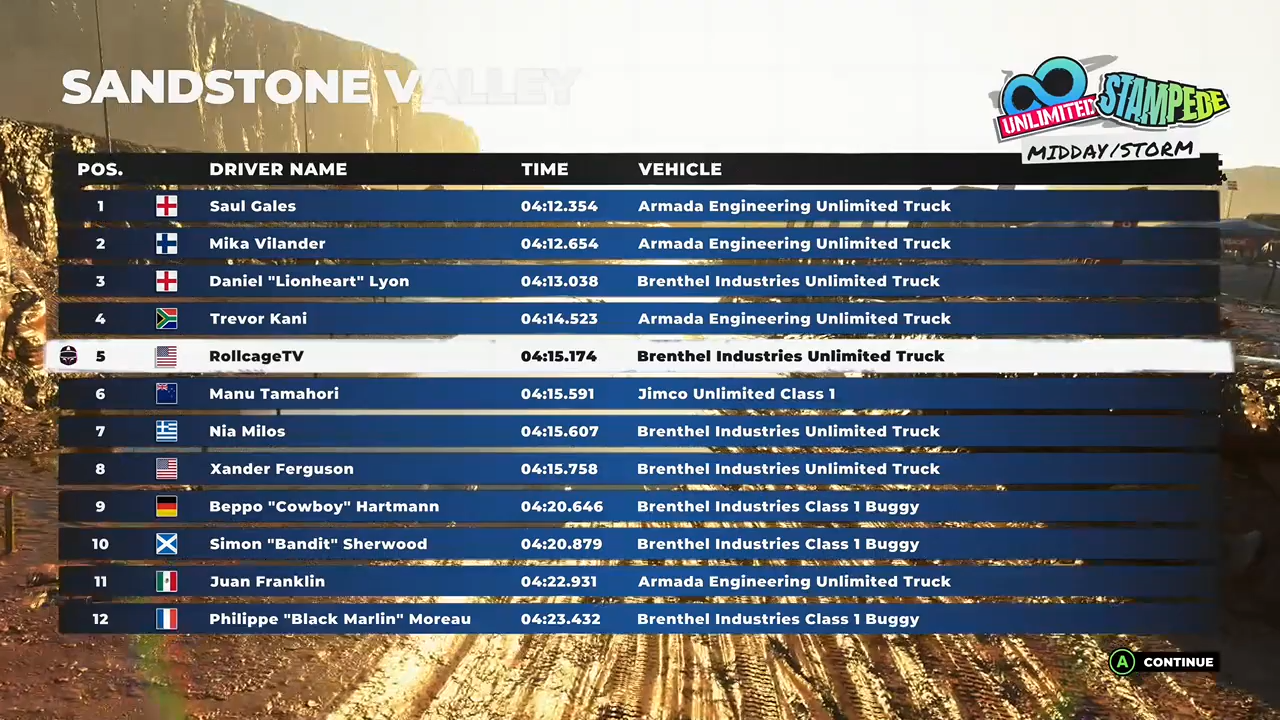 SANDSTONE VALLEY
UNLIMITED STAMPEDE
MIDDAY/STORM
POS. DRIVER NAME TIME VEHICLE
1 Saul Gales 04:12.354 Armada Engineering Unlimited Truck
2 Mika Vilander 04:12.654 Armada Engineering Unlimited Truck
3 Daniel "Lionheart" Lyon 04:13.038 Brenthel Industries Unlimited Truck
4 Trevor Kani 04:14.523 Armada Engineering Unlimited Truck
5 RollcageTV 04:15.174 Brenthel Industries Unlimited Truck
6 Manu Tamahori 04:15.591 Jimco Unlimited Class 1
7 Nia Milos 04:15.607 Brenthel Industries Unlimited Truck
8 Xander Ferguson 04:15.758 Brenthel Industries Unlimited Truck
9 Beppo "Cowboy" Hartmann 04:20.646 Brenthel Industries Class 1 Buggy
10 Simon "Bandit" Sherwood 04:20.879 Brenthel Industries Class 1 Buggy
11 Juan Franklin 04:22.931 Armada Engineering Unlimited Truck
12 Philippe "Black Marlin" Moreau 04:23.432 Brenthel Industries Class 1 Buggy
A CONTINUE